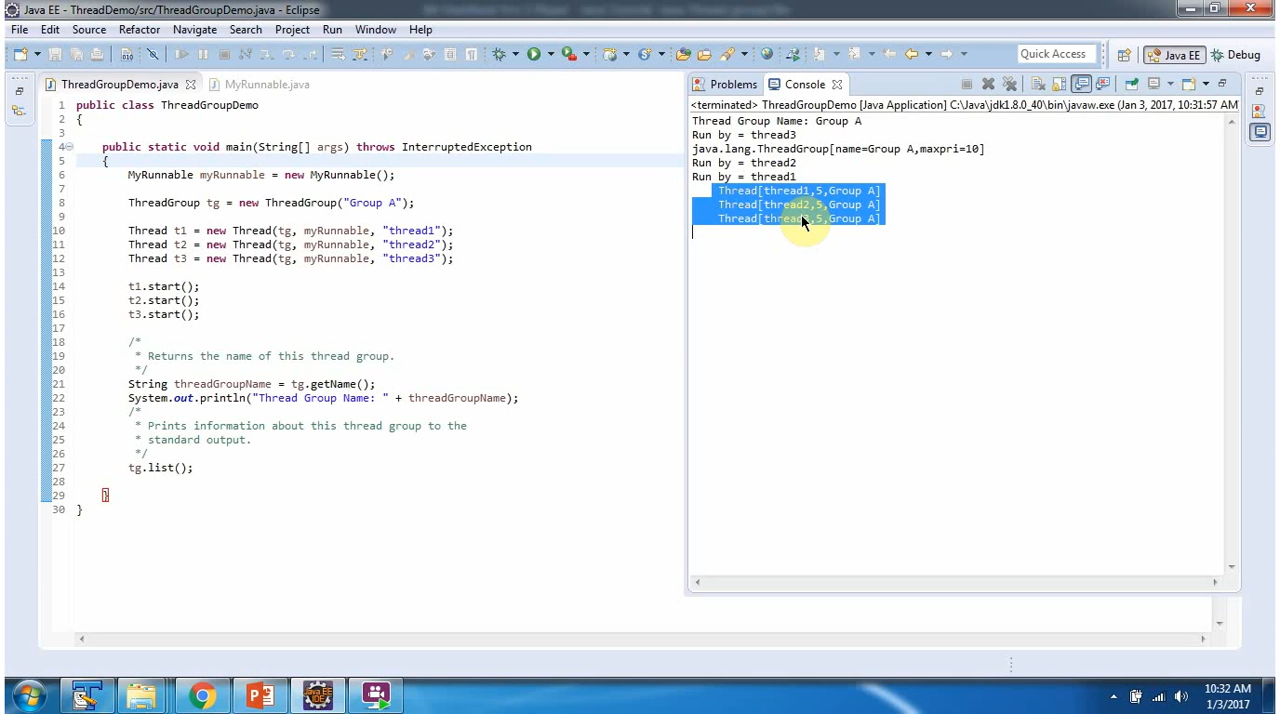 Java EE - ThreadDemo/src/ThreadGroupDemo.java - Eclipse
File Edit Source Refactor Navigate Search Project Run Window Help
Quick Access
Java EE
Debug
ThreadGroupDemo.java
MyRunnable.java
1 public class ThreadGroupDemo
2 {
3
4 public static void main(String[] args) throws InterruptedException
5 {
6 MyRunnable myRunnable = new MyRunnable();
7
8 ThreadGroup tg = new ThreadGroup("Group A");
9
10 Thread t1 = new Thread(tg, myRunnable, "thread1");
11 Thread t2 = new Thread(tg, myRunnable, "thread2");
12 Thread t3 = new Thread(tg, myRunnable, "thread3");
13
14 t1.start();
15 t2.start();
16 t3.start();
17
18 /*
19 * Returns the name of this thread group.
20 */
21 String threadGroupName = tg.getName();
22 System.out.println("Thread Group Name: " + threadGroupName);
23 /*
24 * Prints information about this thread group to the
25 * standard output.
26 */
27 tg.list();
28
29 }
30 }
Problems
Console
<terminated> ThreadGroupDemo [Java Application] C:\Java\jdk1.8.0_40\bin\javaw.exe (Jan 3, 2017, 10:31:57 AM)
Thread Group Name: Group A
Run by = thread3
java.lang.ThreadGroup[name=Group A,maxpri=10]
Run by = thread2
Run by = thread1
Thread[thread1,5,Group A]
Thread[thread2,5,Group A]
Thread[thread3,5,Group A]
Java EE
IDE
10:32 AM
1/3/2017